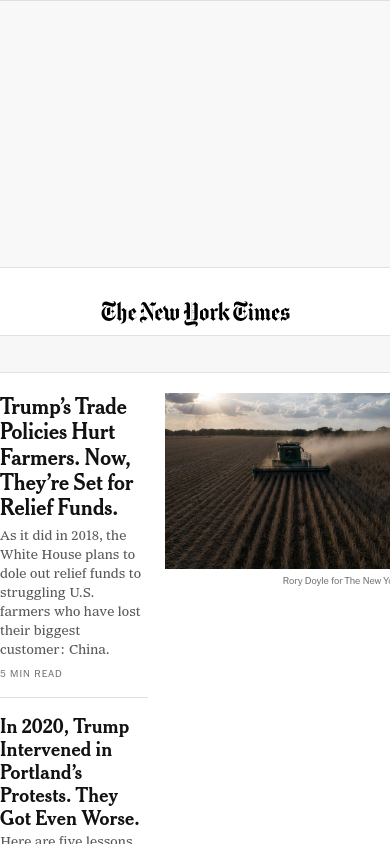 The New York Times
Trump’s Trade
Policies Hurt
Farmers. Now,
They’re Set for
Relief Funds.
As it did in 2018, the
White House plans to
dole out relief funds to
struggling U.S.
farmers who have lost
their biggest
customer: China.
5 MIN READ
Rory Doyle for The New Yo
In 2020, Trump
Intervened in
Portland’s
Protests. They
Got Even Worse.
Here are five lessons